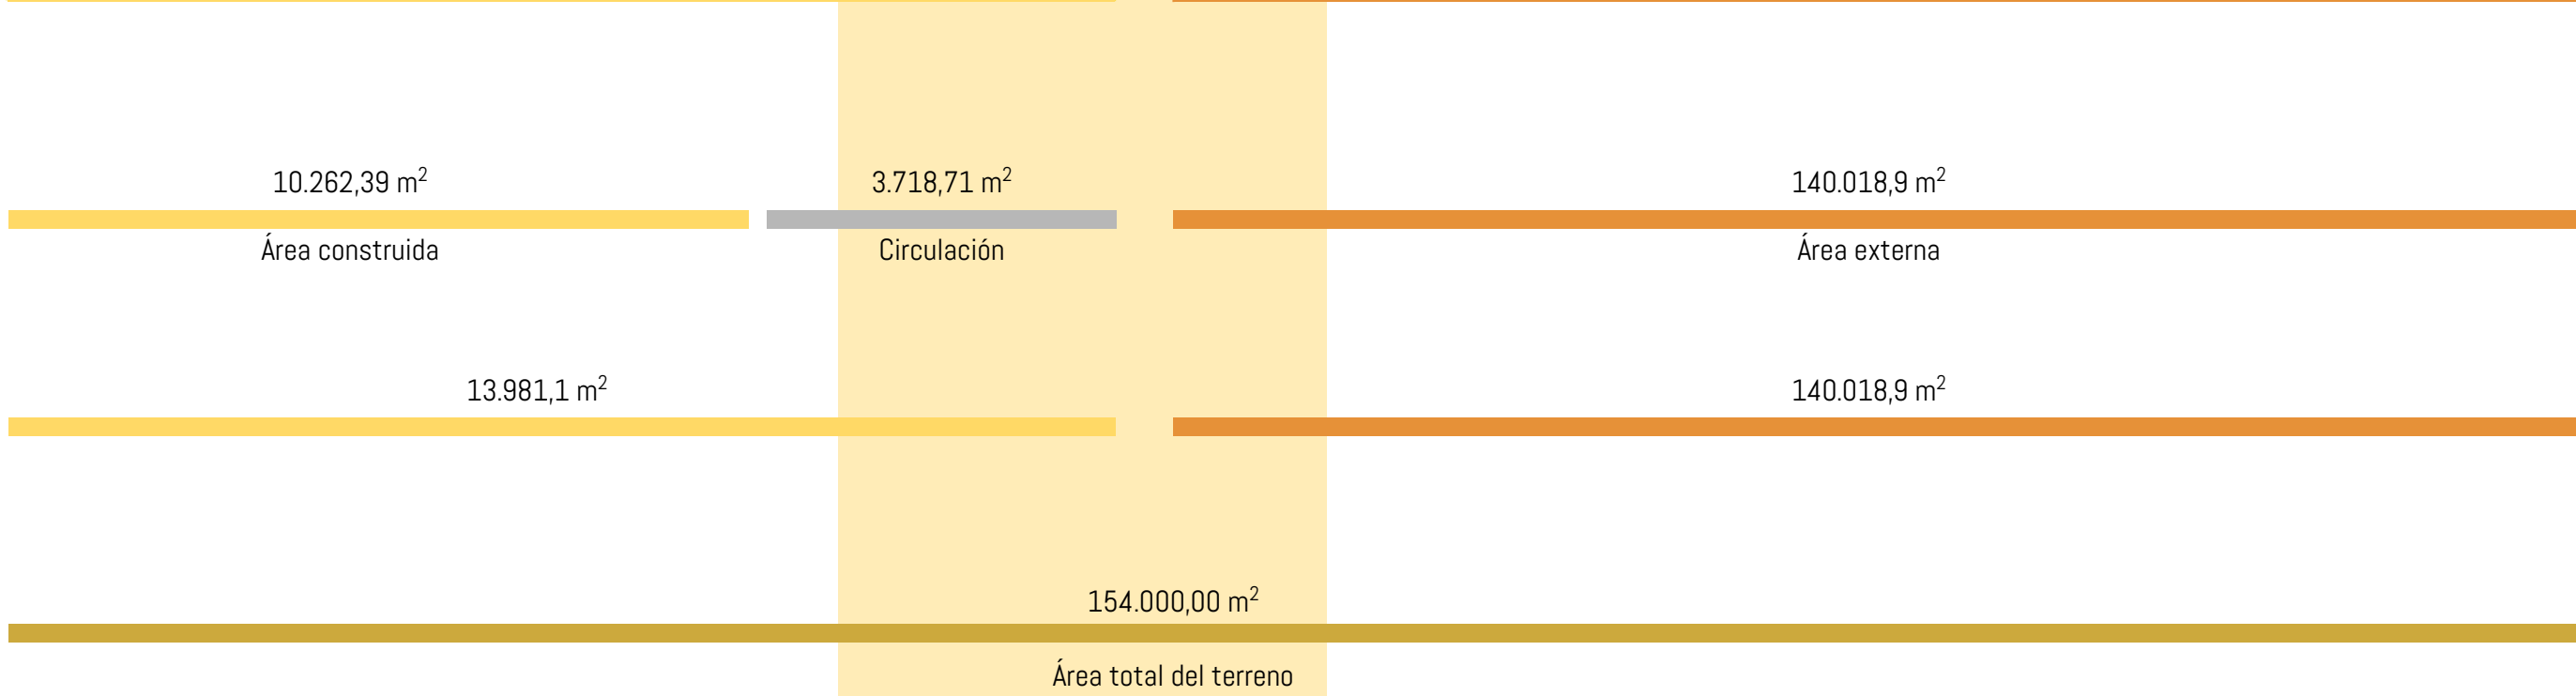 10.262,39 m²
3.718,71 m²
140.018,9 m²
Área construida
Circulación
Área externa
13.981,1 m²
140.018,9 m²
154.000,00 m²
Área total del terreno